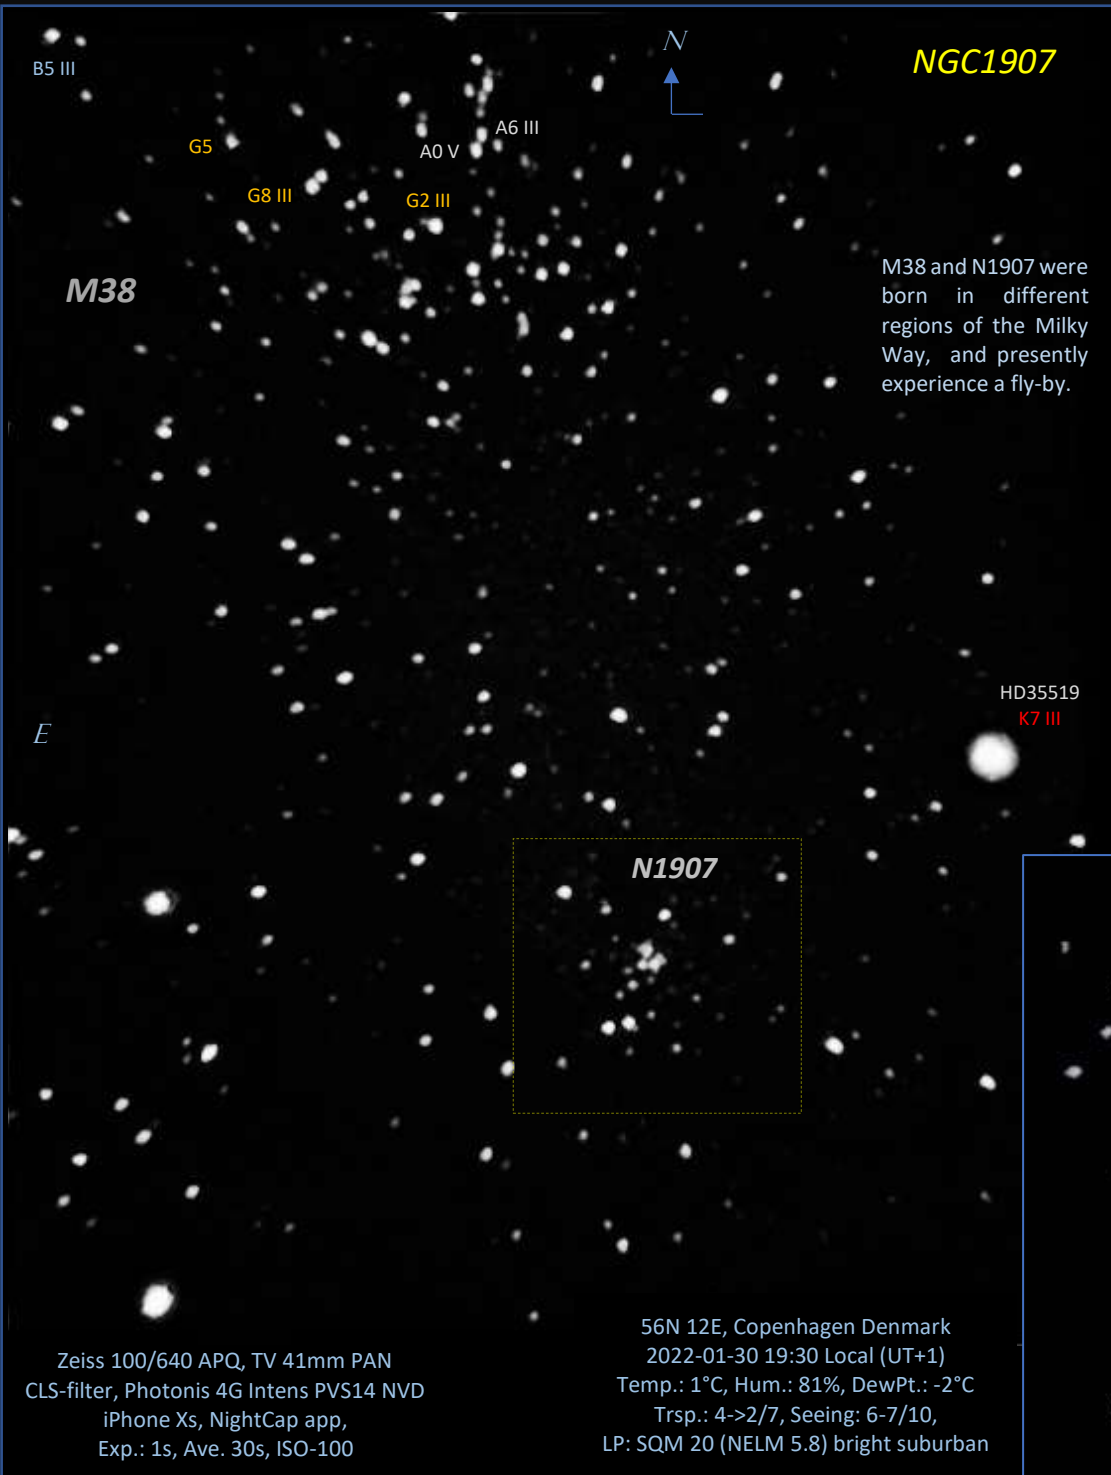 N
NGC1907
B5 III
A6 III
G5
A0 V
G8 III
G2 III
M38
M38 and N1907 were
born in different
regions of the Milky
Way, and presently
experience a fly-by.
HD35519
K7 III
E
N1907
Zeiss 100/640 APQ, TV 41mm PAN
CLS-filter, Photonis 4G Intens PVS14 NVD
iPhone Xs, NightCap app,
Exp.: 1s, Ave. 30s, ISO-100
56N 12E, Copenhagen Denmark
2022-01-30 19:30 Local (UT+1)
Temp.: 1°C, Hum.: 81%, DewPt.: -2°C
Trsp.: 4->2/7, Seeing: 6-7/10,
LP: SQM 20 (NELM 5.8) bright suburban